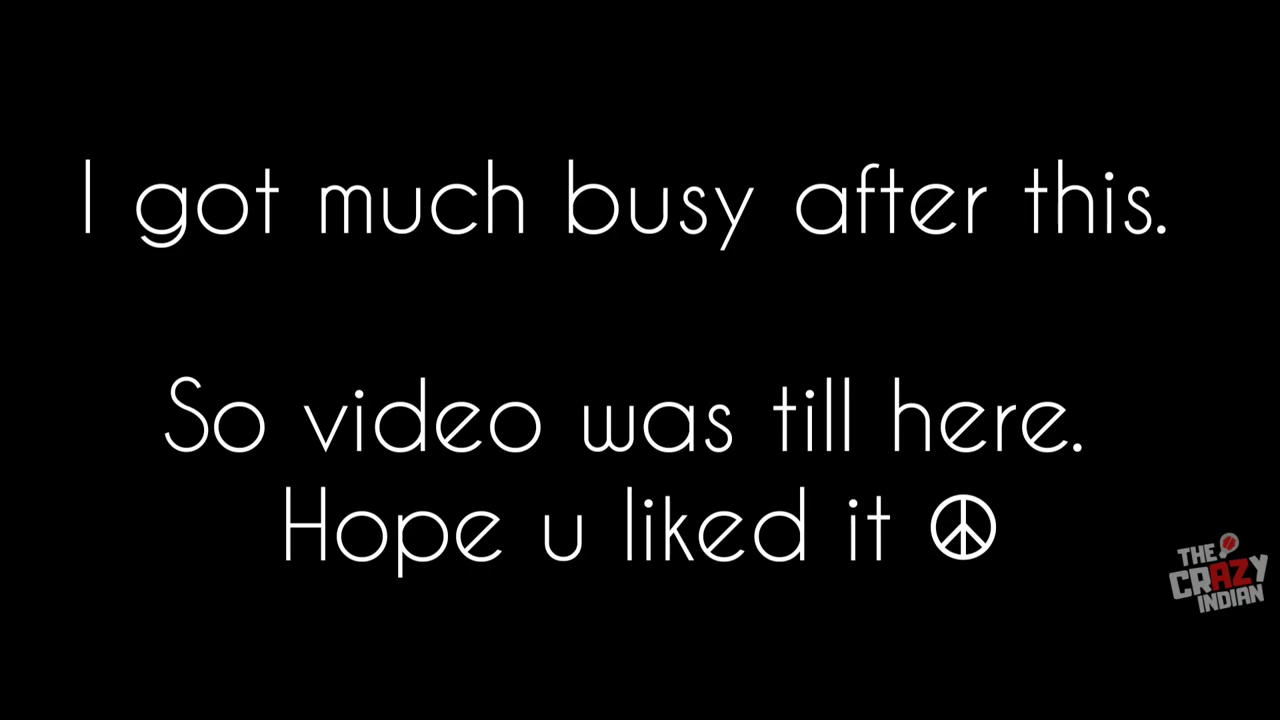 I got much busy after this.
So video was till here.
Hope u liked it ☮
THE
CRAZY
INDIAN